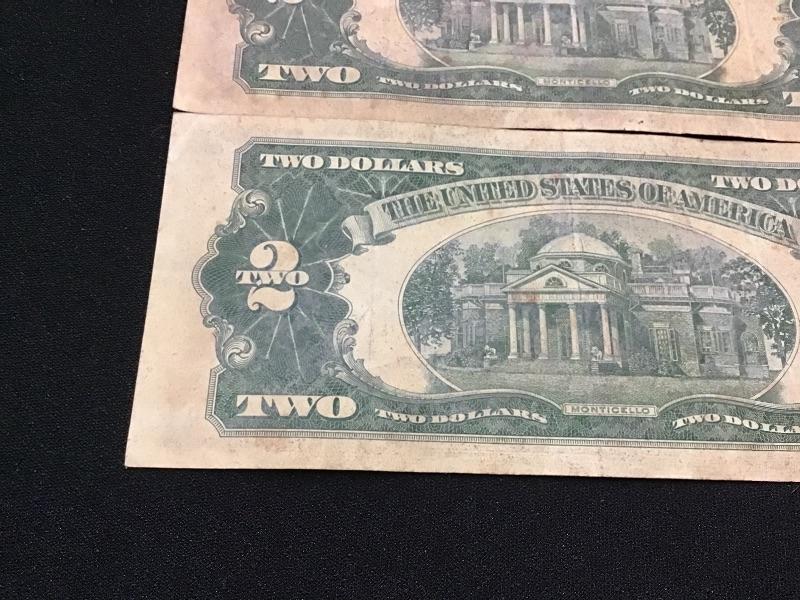 TWO TWO DOLLARS MONTICELLO TWO DOLLARS
TWO DOLLARS
THE UNITED STATES OF AMERICA
2
TWO
TWO TWO DOLLARS MONTICELLO